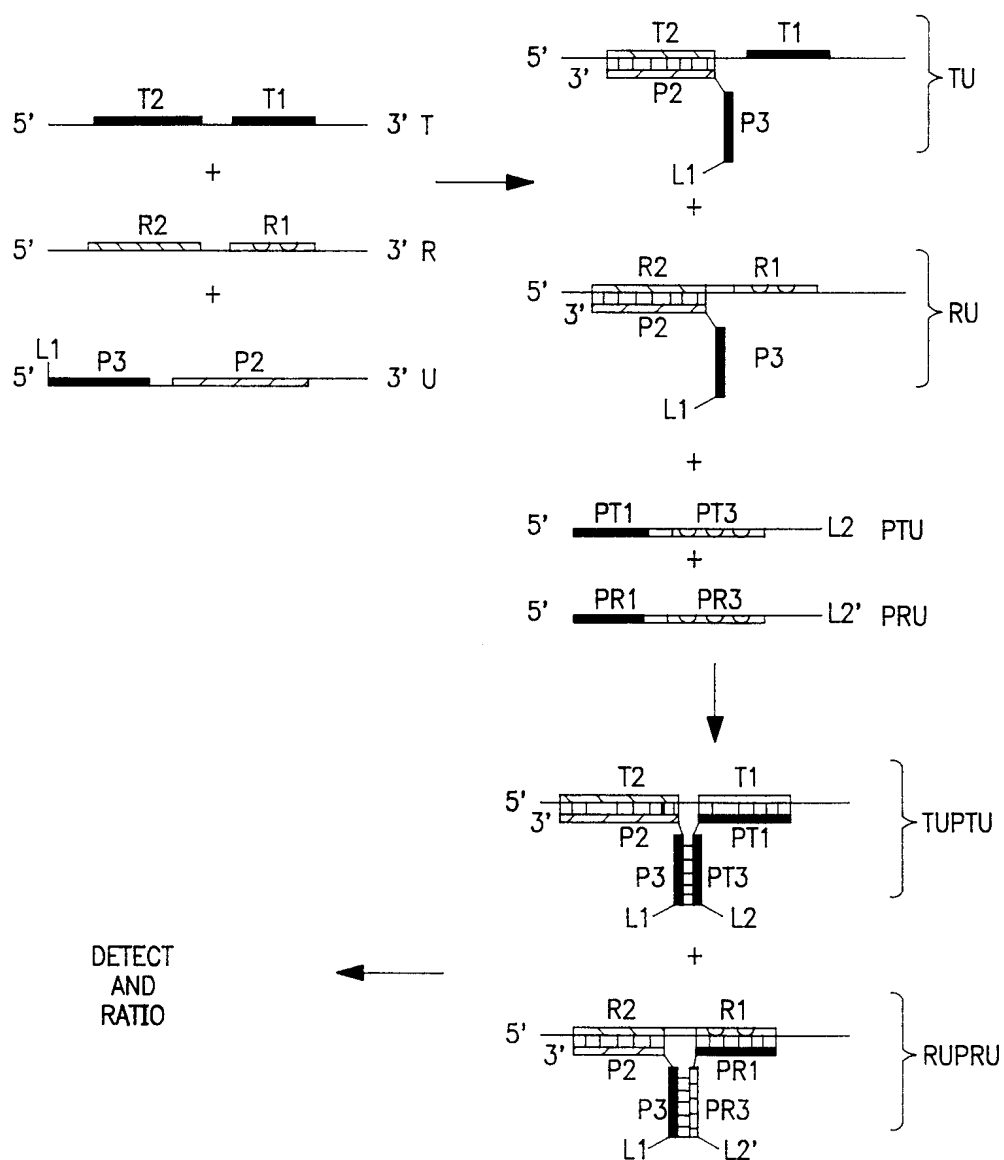 T2 T1
5' 3' T
+
R2 R1
5' 3' R
+
L1
P3 P2
5' 3' U
T2 T1
5'
3'
P2
P3
L1
TU
+
R2 R1
5'
3'
P2
P3
L1
RU
+
PT1 PT3
5' L2 PTU
+
PR1 PR3
5' L2' PRU
T2 T1
5'
3'
P2 PT1
P3 PT3
L1 L2
TUPTU
+
R2 R1
5'
3'
P2 PR1
P3 PR3
L1 L2'
RUPRU
DETECT
AND
RATIO